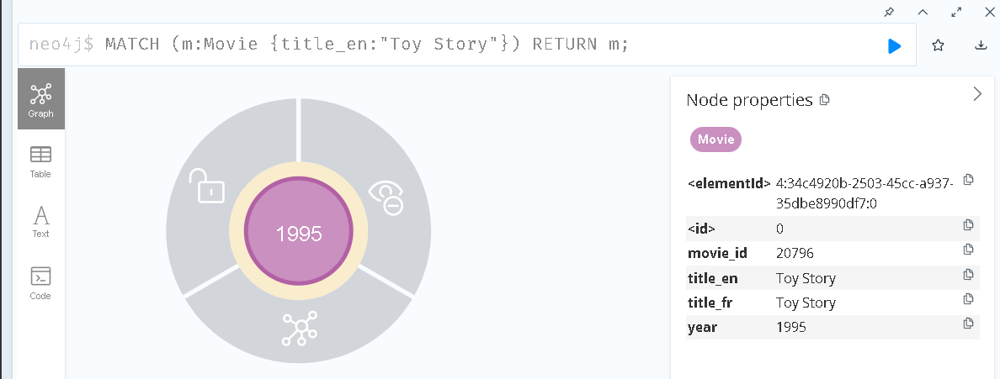 neo4j$ MATCH (m:Movie {title_en:"Toy Story"}) RETURN m;
Graph
Table
Text
Code
1995
Node properties
Movie
<elementId> 4:34c4920b-2503-45cc-a937-
35dbe8990df7:0
<id> 0
movie_id 20796
title_en Toy Story
title_fr Toy Story
year 1995